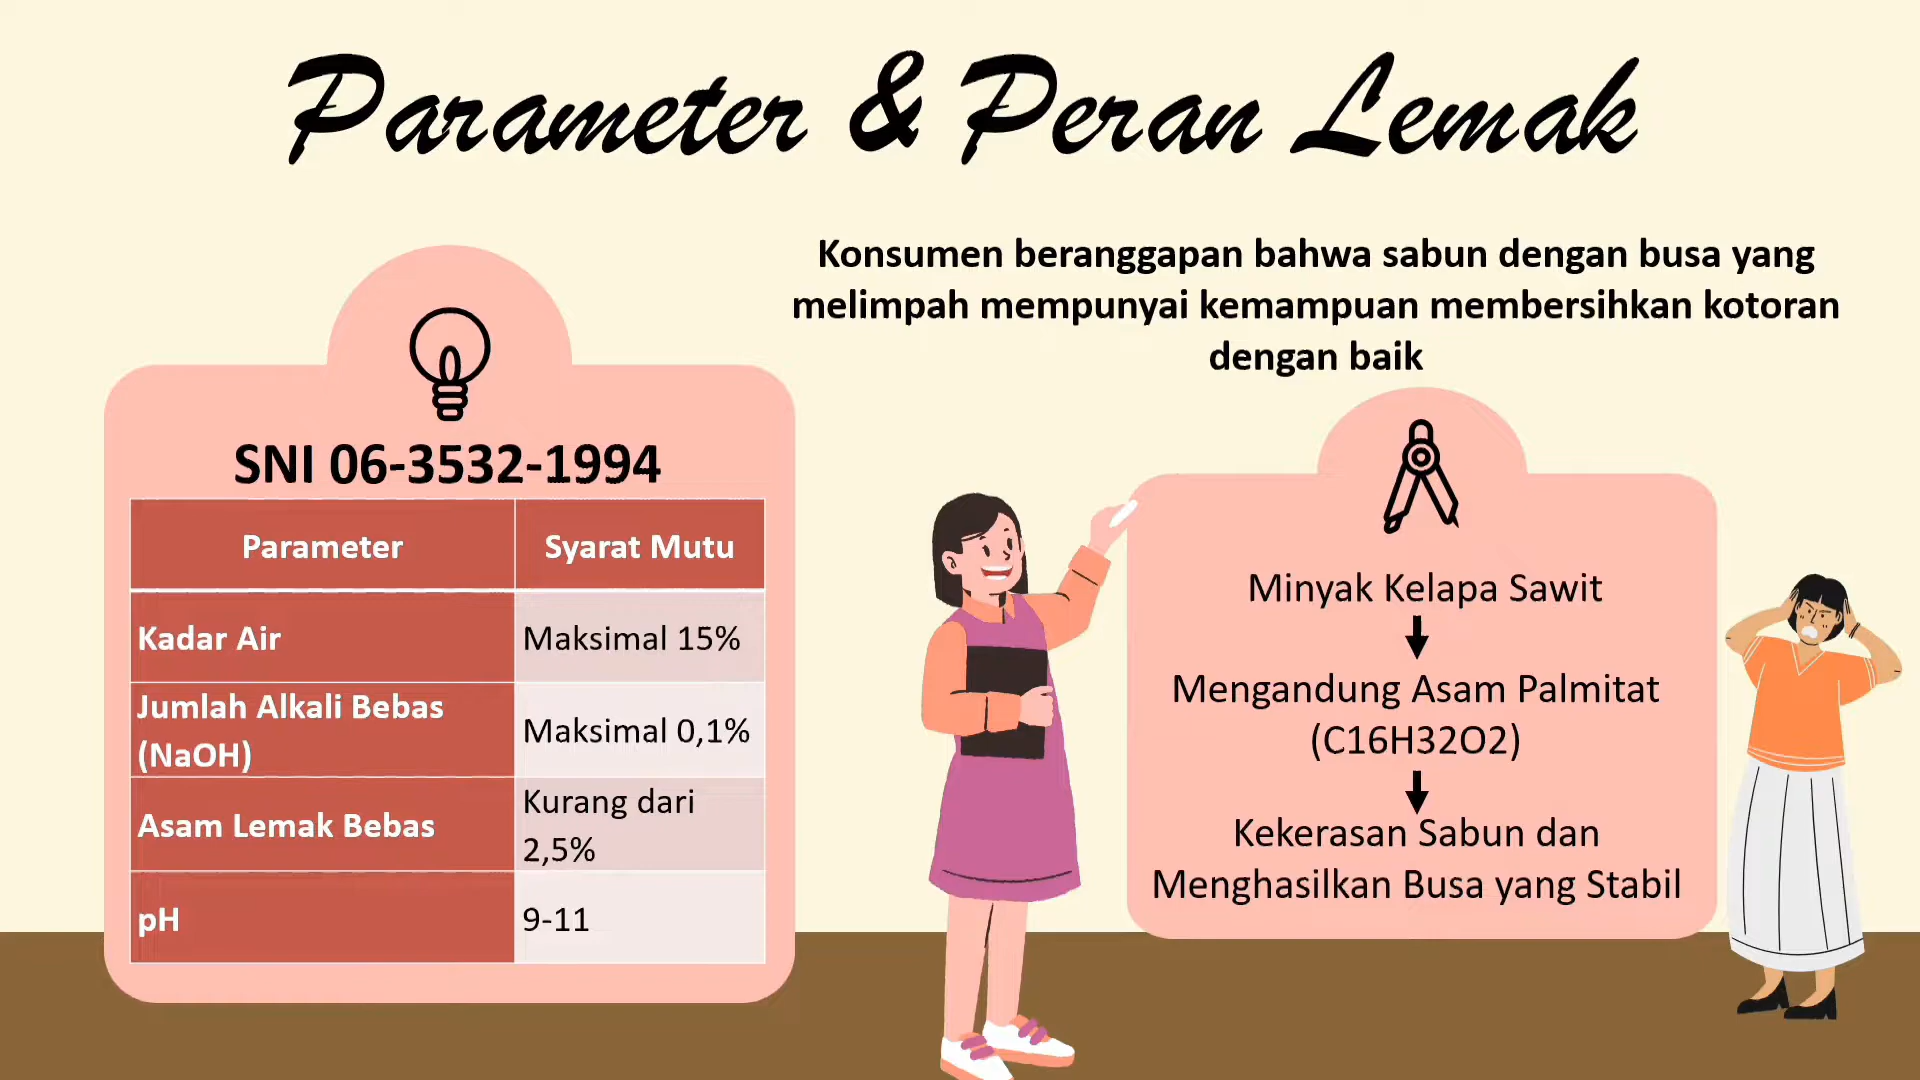 Parameter & Peran Lemak
Konsumen beranggapan bahwa sabun dengan busa yang
melimpah mempunyai kemampuan membersihkan kotoran
dengan baik
SNI 06-3532-1994
Parameter
Syarat Mutu
Kadar Air
Maksimal 15%
Jumlah Alkali Bebas
(NaOH)
Maksimal 0,1%
Asam Lemak Bebas
Kurang dari
2,5%
pH
9-11
Minyak Kelapa Sawit
Mengandung Asam Palmitat
(C16H32O2)
Kekerasan Sabun dan
Menghasilkan Busa yang Stabil